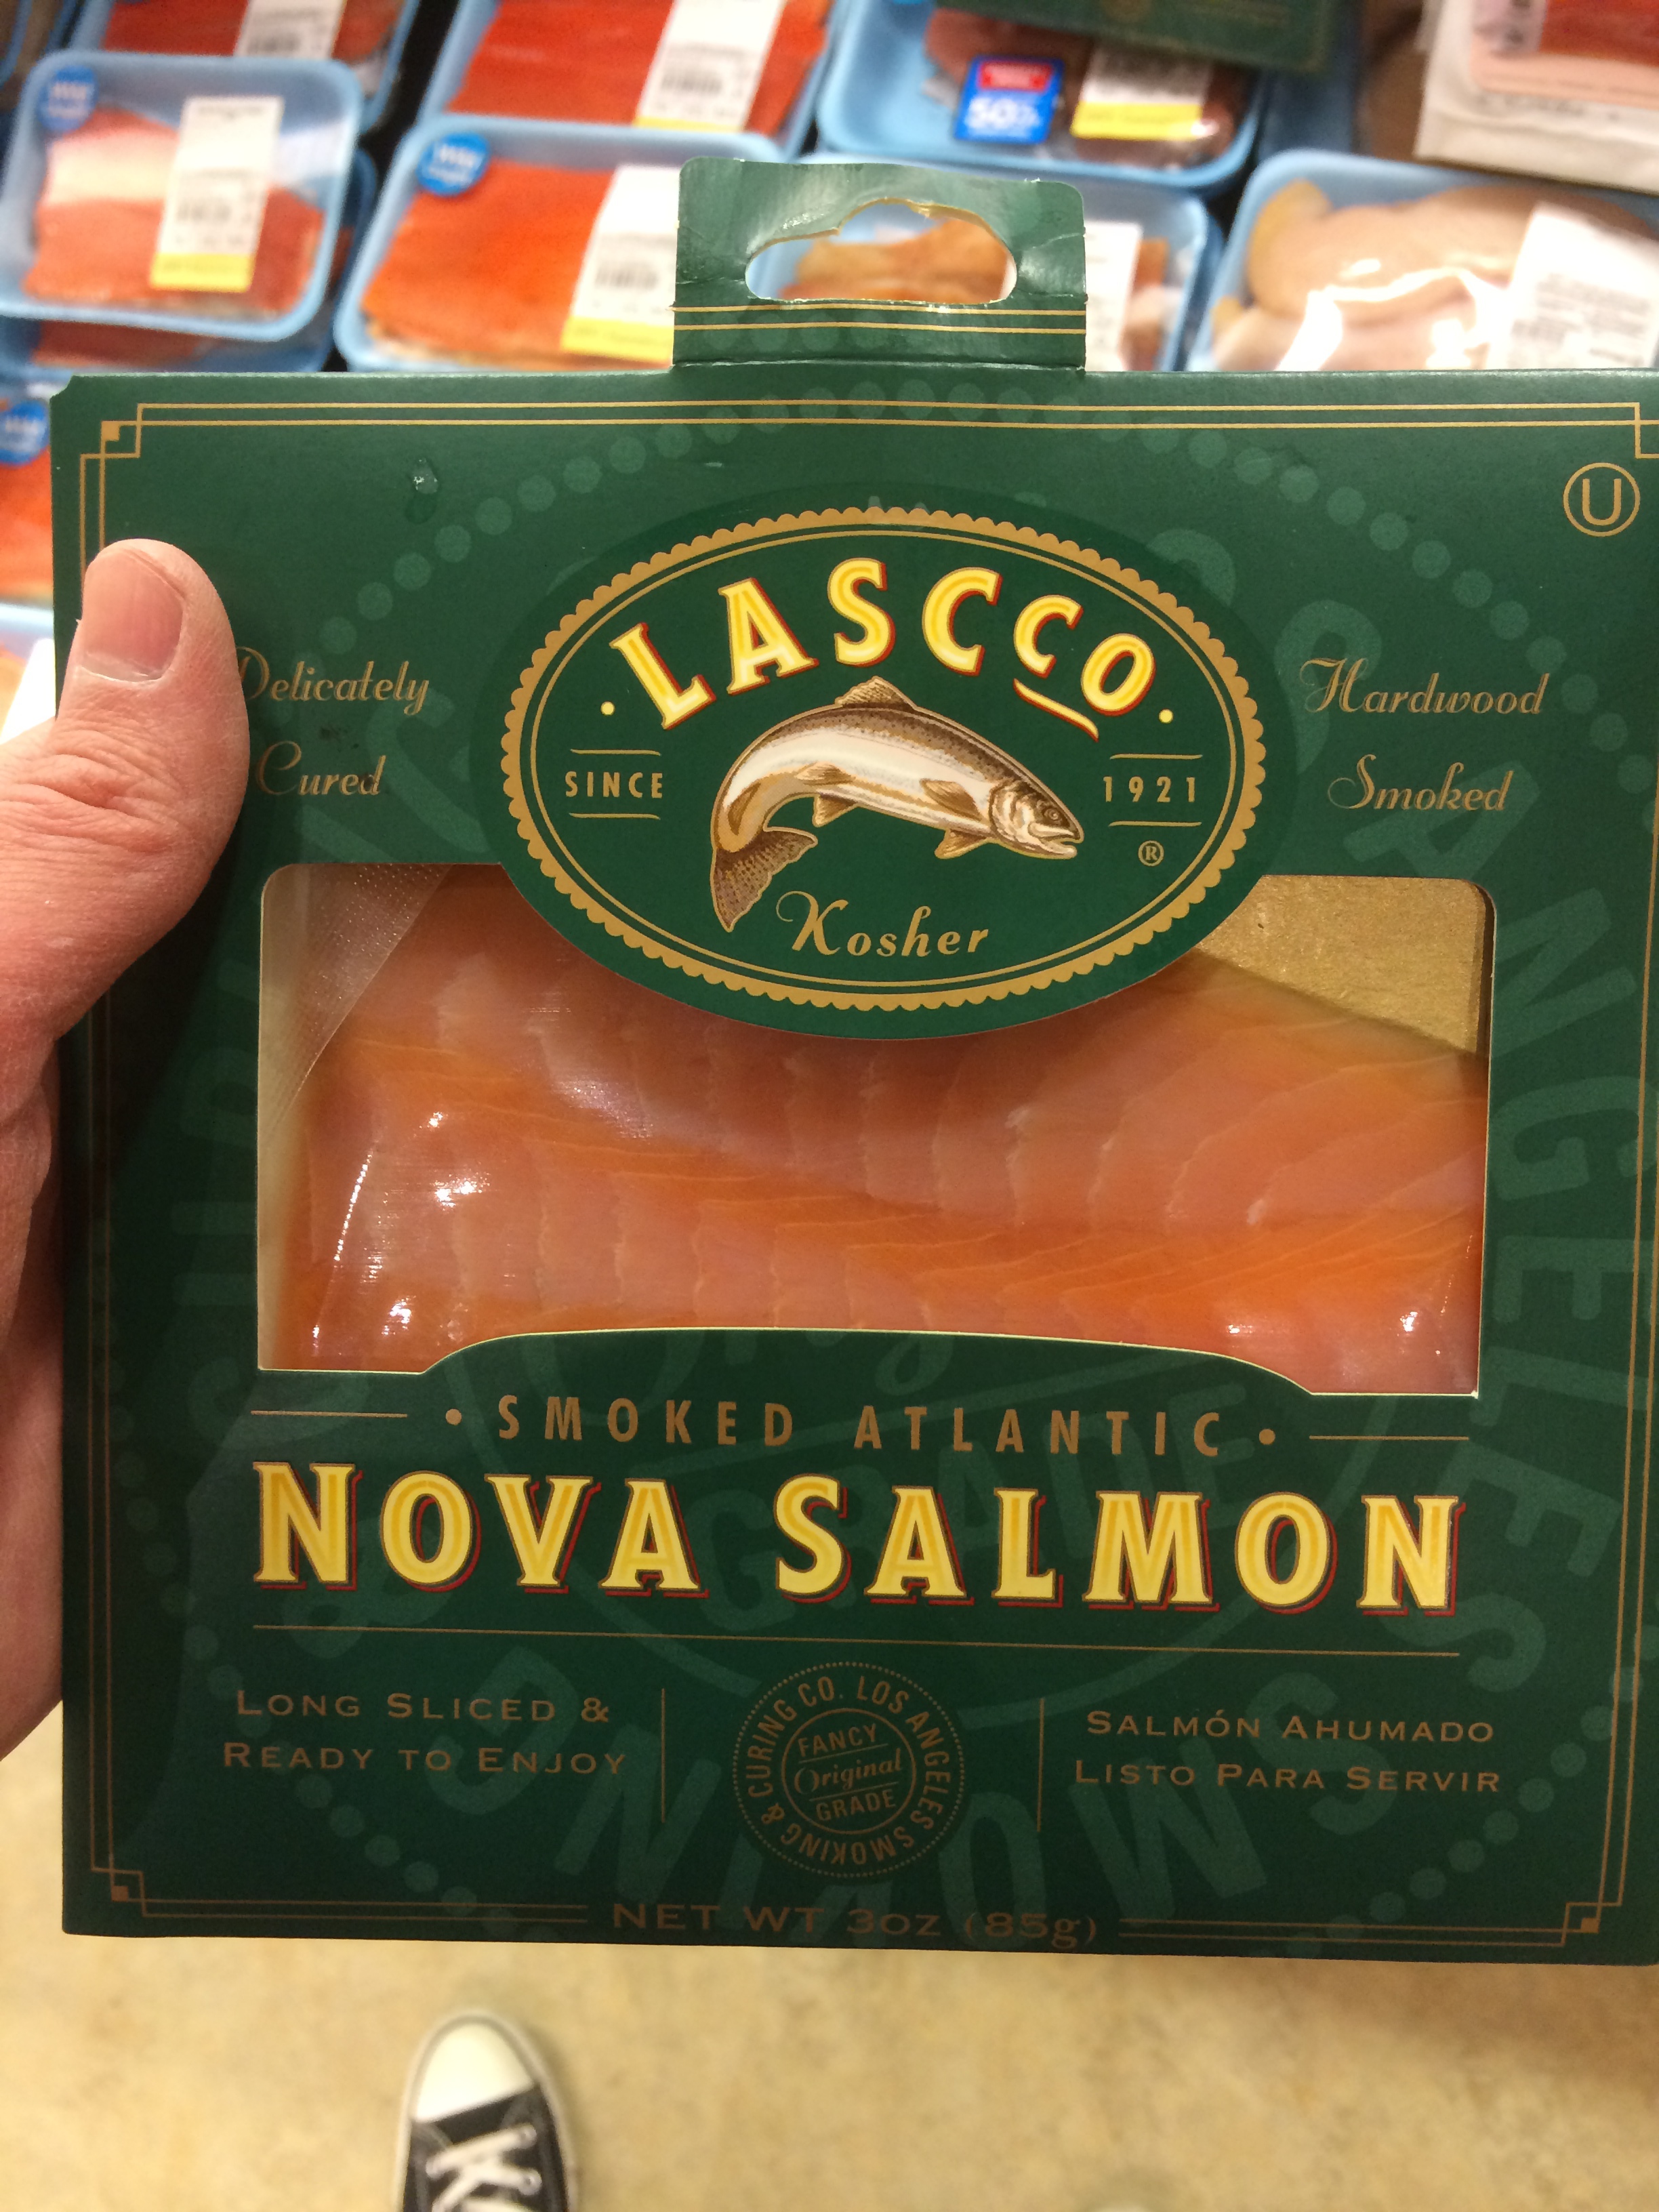 50%
U
LASCCO
Delicately
Cured
SINCE
1921
®
Kosher
Hardwood
Smoked
• SMOKED ATLANTIC •
NOVA SALMON
LONG SLICED &
READY TO ENJOY
CURING CO. LOS ANGELES SMOKING &
FANCY
Original
GRADE
SALMÓN AHUMADO
LISTO PARA SERVIR
NET WT 3OZ (85g)